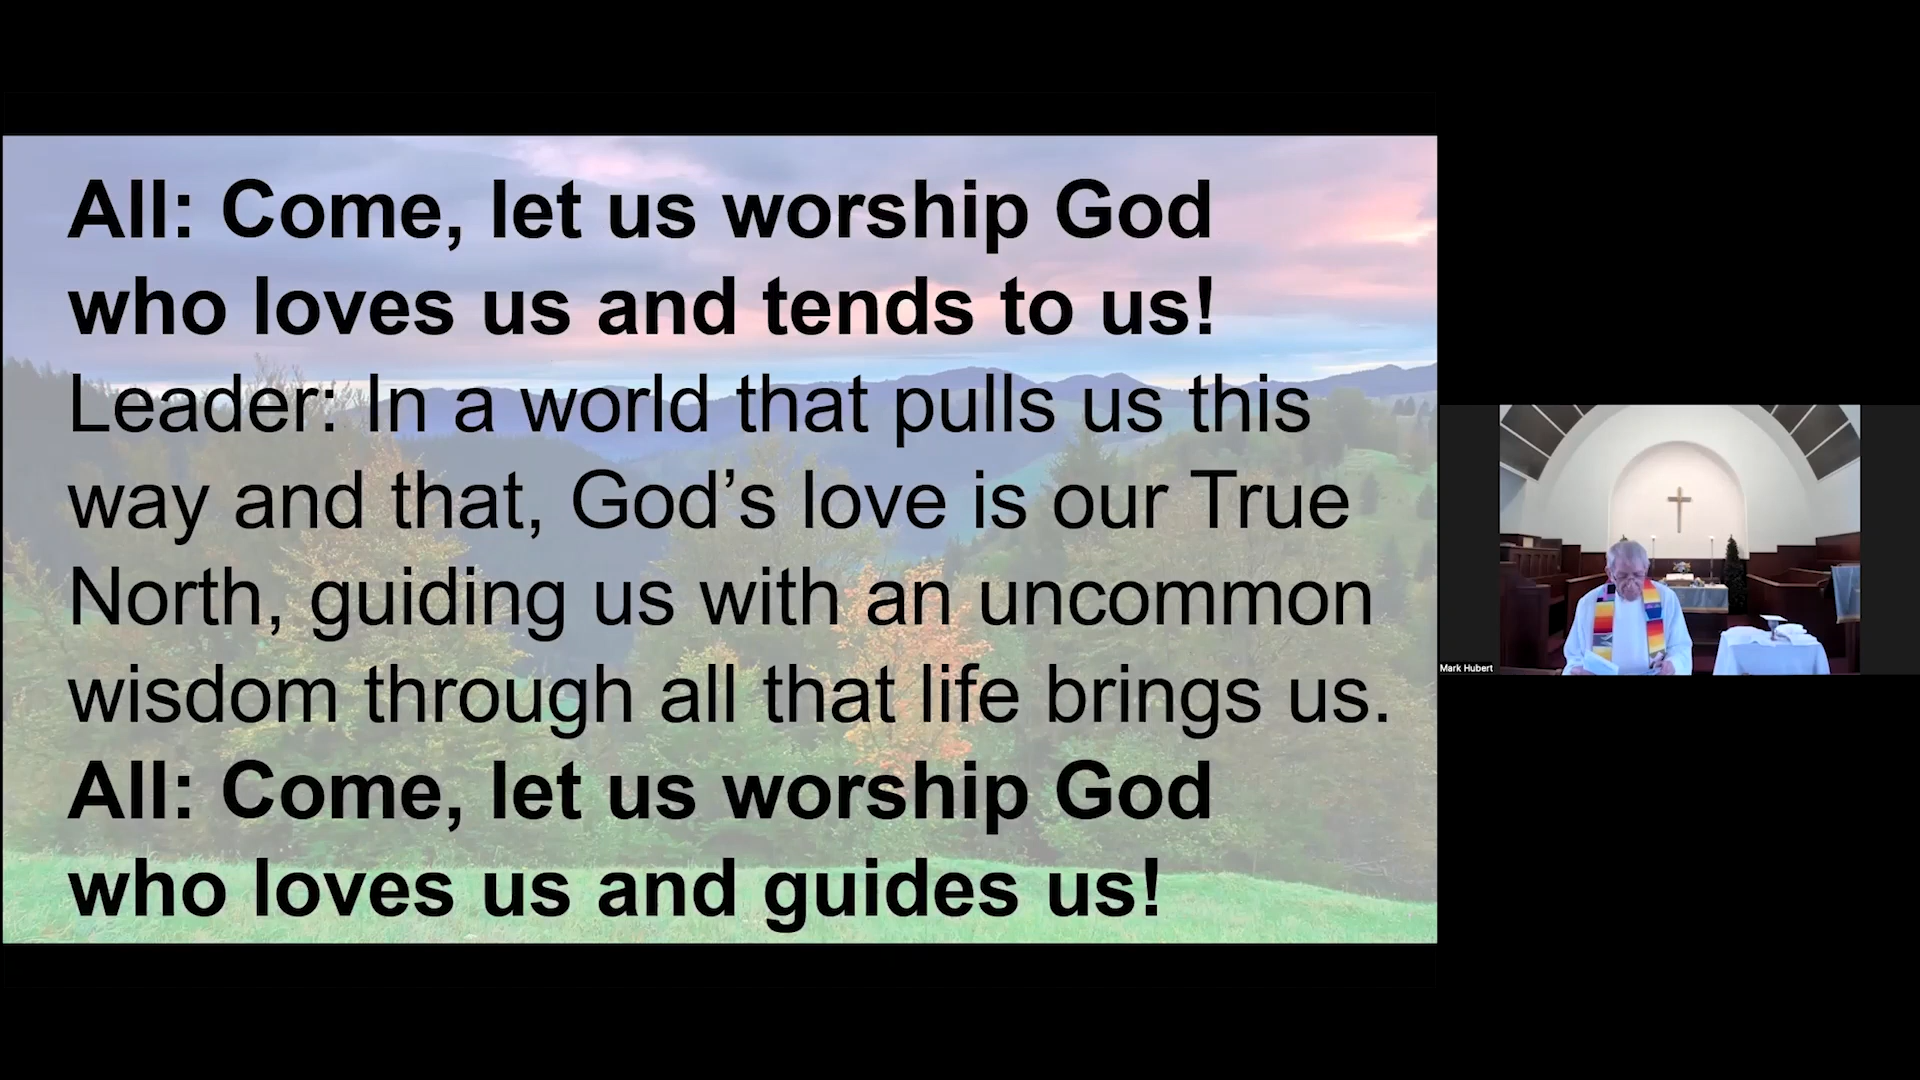 All: Come, let us worship God
who loves us and tends to us!
Leader: In a world that pulls us this
way and that, God’s love is our True
North, guiding us with an uncommon
wisdom through all that life brings us.
All: Come, let us worship God
who loves us and guides us!
Mark Hubert